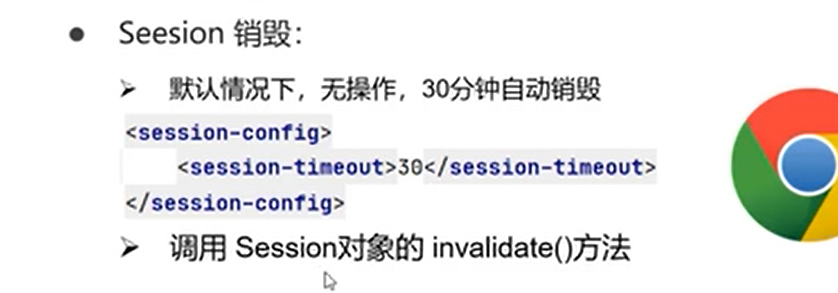 ● Seesion 销毁：
➢ 默认情况下，无操作，30分钟自动销毁
<session-config>
<session-timeout>30</session-timeout>
</session-config>
➢ 调用 Session对象的 invalidate()方法